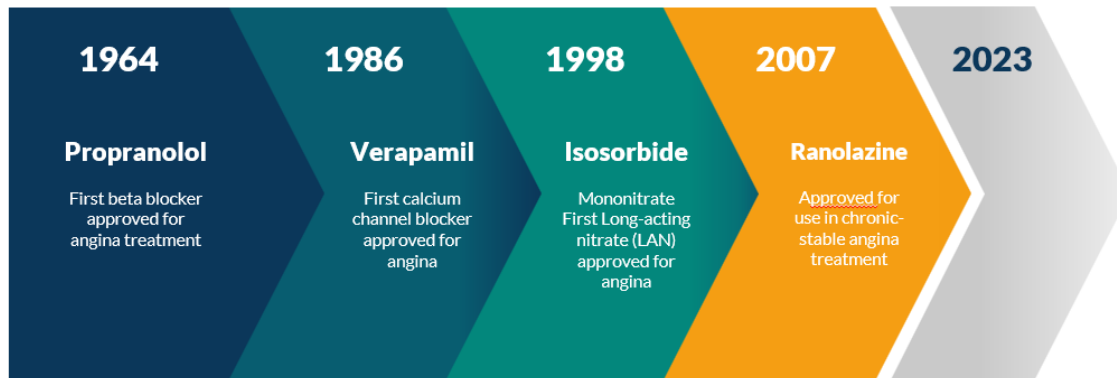 1964
Propranolol
First beta blocker
approved for
angina treatment
1986
Verapamil
First calcium
channel blocker
approved for
angina
1998
Isosorbide
Mononitrate
First Long-acting
nitrate (LAN)
approved for
angina
2007
Ranolazine
Approved for
use in chronic-
stable angina
treatment
2023